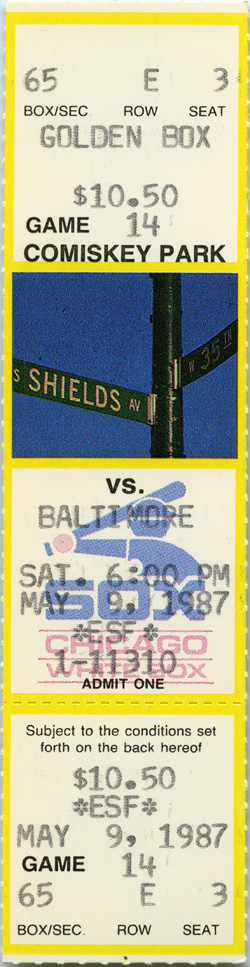 65 E 3
BOX/SEC. ROW SEAT
GOLDEN BOX
$10.50
GAME 14
COMISKEY PARK
S SHIELDS AV
W 35TH
VS.
BALTIMORE
SAT. 6:00 PM
MAY 9, 1987
SOX
*ESF*
CHICAGO
1-11310
WHITE SOX
ADMIT ONE
Subject to the conditions set
forth on the back hereof
$10.50
*ESF*
MAY 9, 1987
GAME 14
65 E 3
BOX/SEC. ROW SEAT